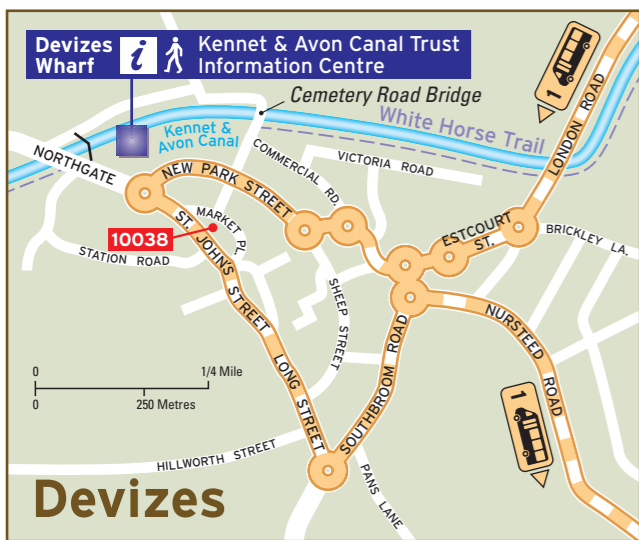 Devizes
Wharf
i
Kennet & Avon Canal Trust
Information Centre
1
LONDON ROAD
Cemetery Road Bridge
White Horse Trail
Kennet &
Avon Canal
NORTHGATE
COMMERCIAL RD.
VICTORIA ROAD
NEW PARK STREET
MARKET PL.
10038
STATION ROAD
ST. JOHN'S STREET
ESTCOURT
ST.
BRICKLEY LA.
SHEEP STREET
NURSTEED ROAD
SOUTHBROOM ROAD
LONG STREET
0 1/4 Mile
0 250 Metres
1
HILLWORTH STREET
PANS LANE
Devizes